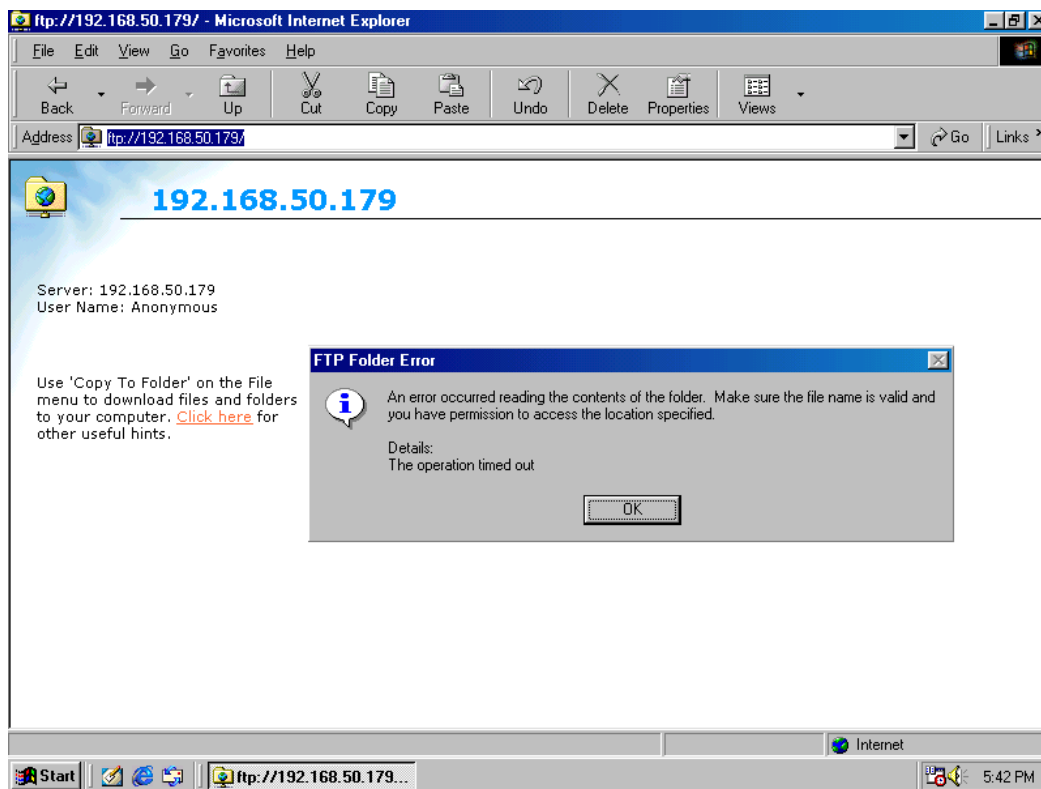 ftp://192.168.50.179/ - Microsoft Internet Explorer
File Edit View Go Favorites Help
Back Forward Up Cut Copy Paste Undo Delete Properties Views
Address ftp://192.168.50.179/ Go Links
192.168.50.179
Server: 192.168.50.179
User Name: Anonymous
Use 'Copy To Folder' on the File
menu to download files and folders
to your computer. Click here for
other useful hints.
FTP Folder Error
An error occurred reading the contents of the folder. Make sure the file name is valid and
you have permission to access the location specified.
Details:
The operation timed out
OK
Internet
Start ftp://192.168.50.179... 5:42 PM